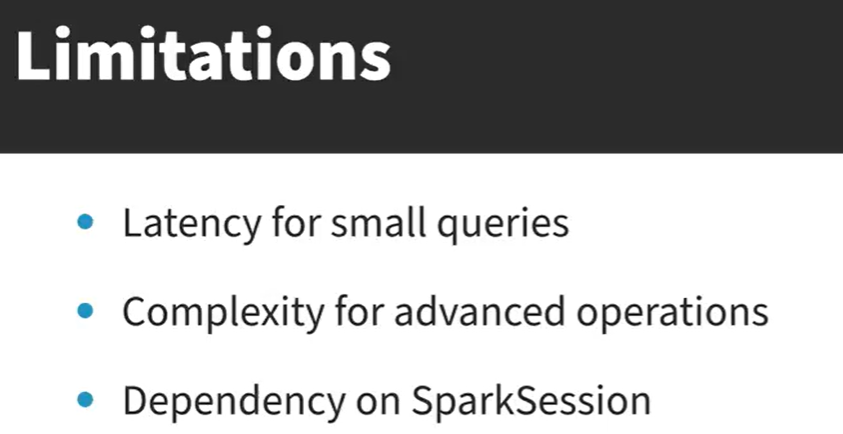 Limitations
Latency for small queries
Complexity for advanced operations
Dependency on SparkSession